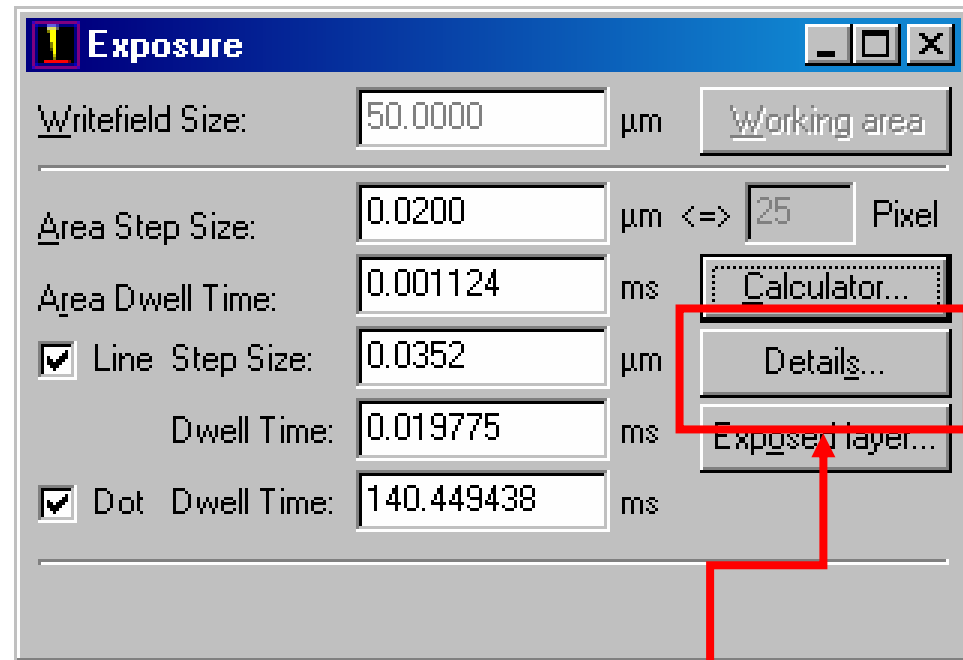 Exposure
Writefield Size: 50.0000 µm Working area
Area Step Size: 0.0200 µm <=> 25 Pixel
Area Dwell Time: 0.001124 ms Calculator...
Line Step Size: 0.0352 µm Details...
Dwell Time: 0.019775 ms Exposed layer...
Dot Dwell Time: 140.449438 ms